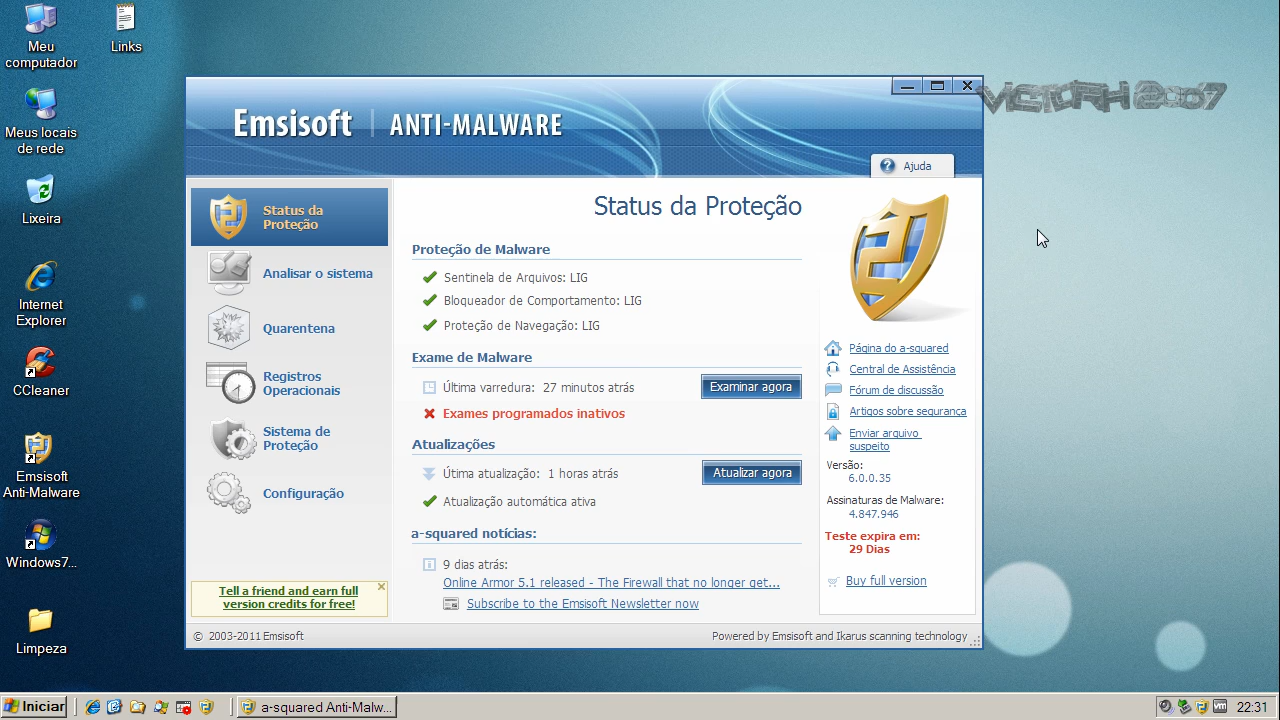 Meu
computador
Links
Meus locais
de rede
Lixeira
Internet
Explorer
CCleaner
Emsisoft
Anti-Malware
Windows7...
Limpeza
VICTORHH 2007
Emsisoft | ANTI-MALWARE
Ajuda
Status da
Proteção
Analisar o sistema
Quarentena
Registros
Operacionais
Sistema de
Proteção
Configuração
Tell a friend and earn full
version credits for free!
Status da Proteção
Proteção de Malware
Sentinela de Arquivos: LIG
Bloqueador de Comportamento: LIG
Proteção de Navegação: LIG
Exame de Malware
Última varredura: 27 minutos atrás
Examinar agora
Exames programados inativos
Atualizações
Útima atualização: 1 horas atrás
Atualizar agora
Atualização automática ativa
a-squared notícias:
9 dias atrás:
Online Armor 5.1 released - The Firewall that no longer get...
Subscribe to the Emsisoft Newsletter now
Página do a-squared
Central de Assistência
Fórum de discussão
Artigos sobre segurança
Enviar arquivo
suspeito
Versão:
6.0.0.35
Assinaturas de Malware:
4.847.946
Teste expira em:
29 Dias
Buy full version
© 2003-2011 Emsisoft
Powered by Emsisoft and Ikarus scanning technology
Iniciar
a-squared Anti-Malw...
22:31